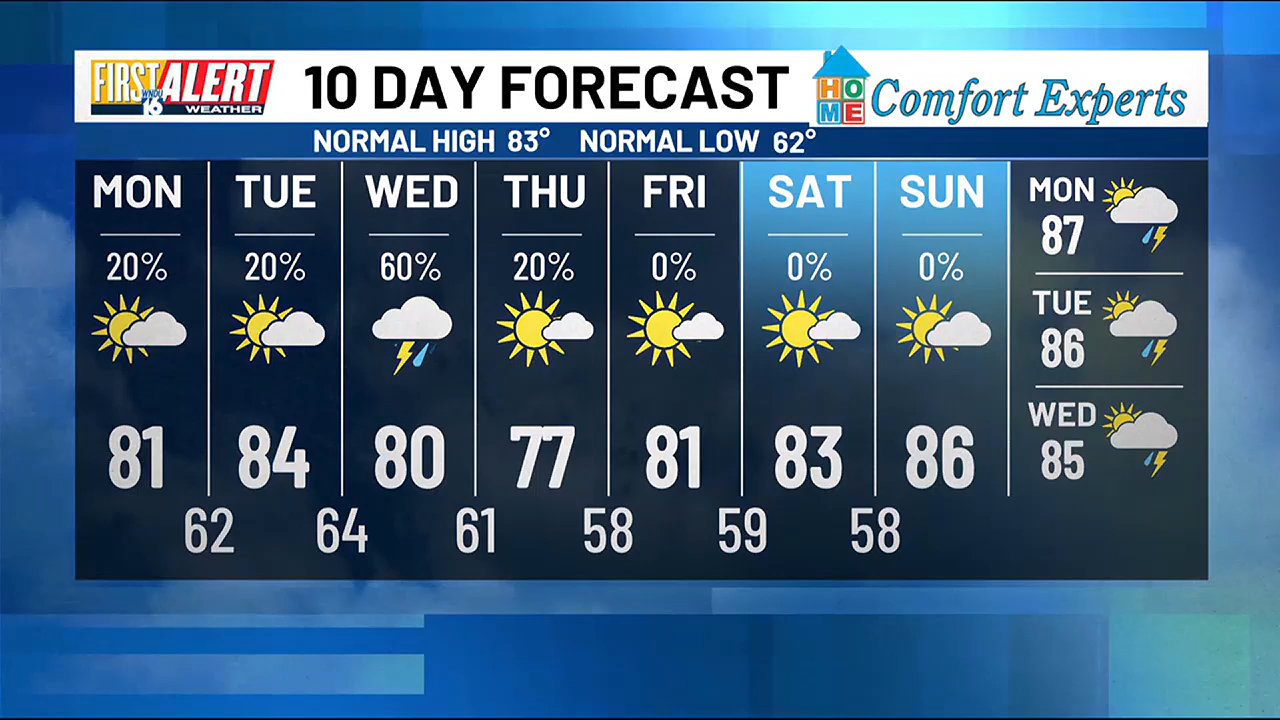 FIRST ALERT
WNDU
16 WEATHER
10 DAY FORECAST
HOME Comfort Experts
NORMAL HIGH 83° NORMAL LOW 62°
MON TUE WED THU FRI SAT SUN
20% 20% 60% 20% 0% 0% 0%
81 84 80 77 81 83 86
62 64 61 58 59 58
MON
87
TUE
86
WED
85